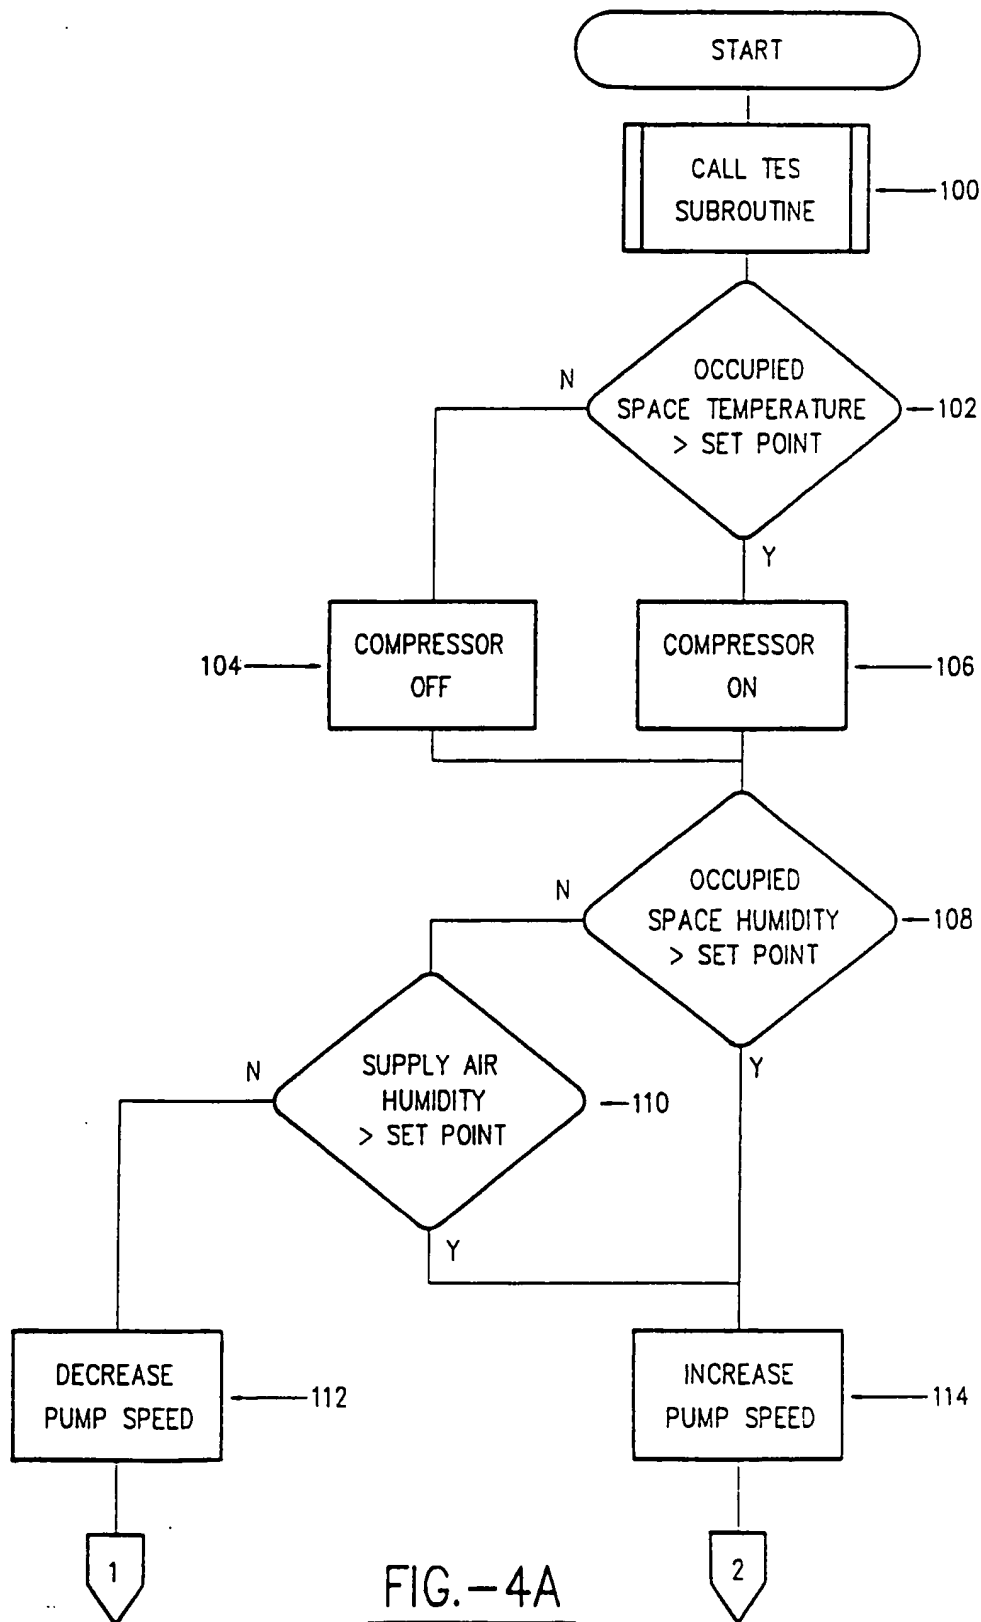 START
CALL TES
SUBROUTINE
100
OCCUPIED
SPACE TEMPERATURE
> SET POINT
102
N
Y
COMPRESSOR
OFF
104
COMPRESSOR
ON
106
OCCUPIED
SPACE HUMIDITY
> SET POINT
108
N
Y
SUPPLY AIR
HUMIDITY
> SET POINT
110
N
Y
DECREASE
PUMP SPEED
112
INCREASE
PUMP SPEED
114
1
2
FIG.-4A